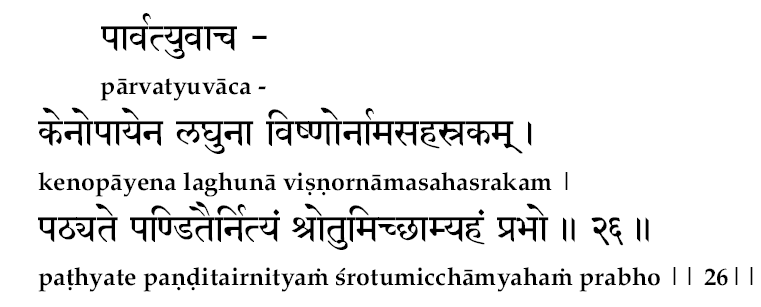 पार्वत्युवाच -
pārvatyuvāca -
केनोपायेन लघुना विष्णोर्नामसहस्रकम् ।
kenopāyena laghunā viṣṇornāmasahasrakam |
पठ्यते पण्डितैर्नित्यं श्रोतुमिच्छाम्यहं प्रभो ॥ २६ ॥
paṭhyate paṇḍitairnityaṁ śrotumicchāmyahaṁ prabho || 26||